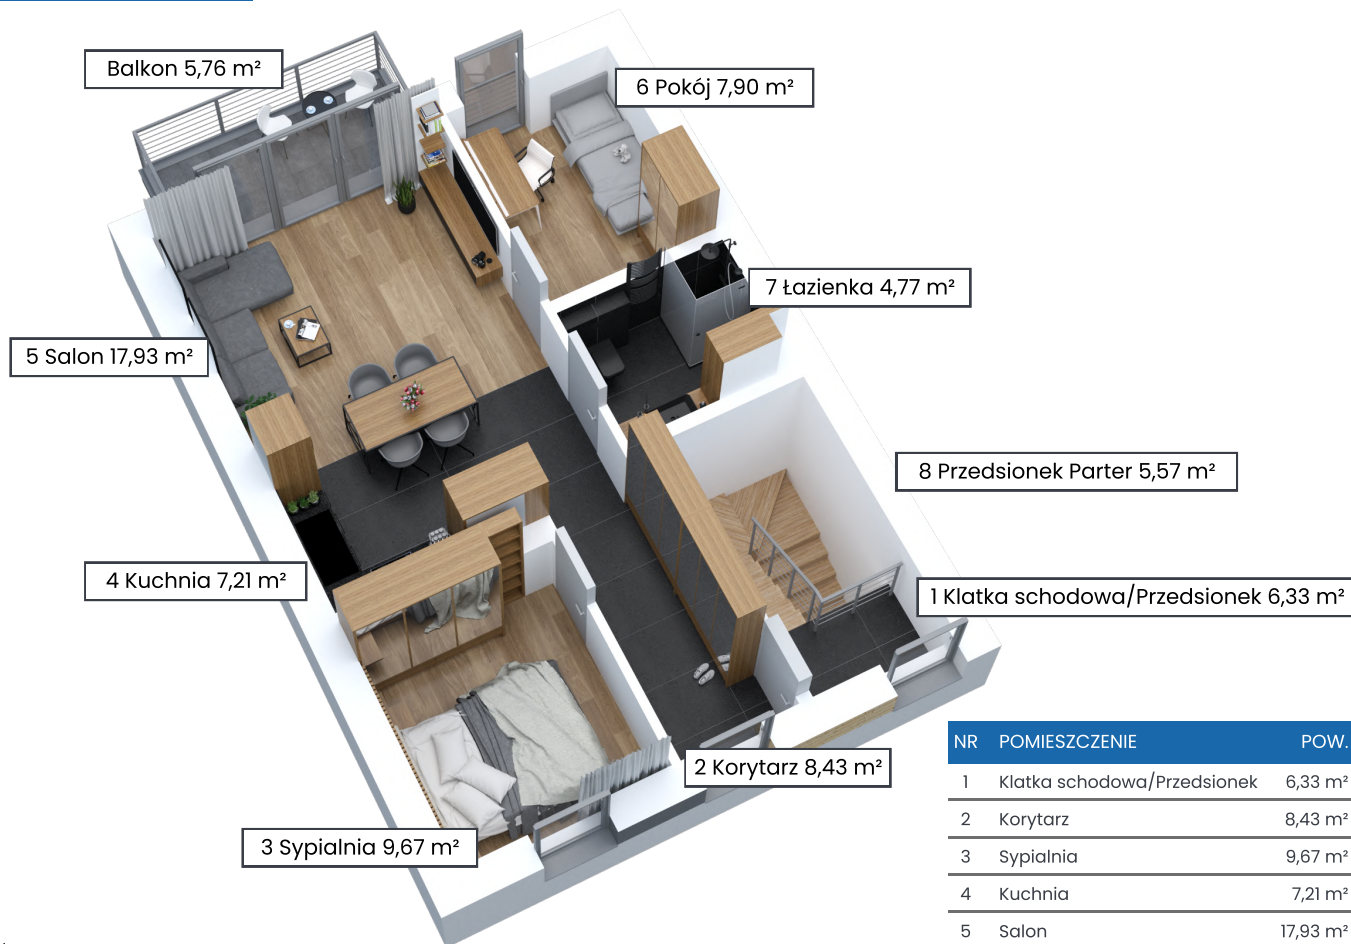 Balkon 5,76 m²
6 Pokój 7,90 m²
7 Łazienka 4,77 m²
5 Salon 17,93 m²
8 Przedsionek Parter 5,57 m²
4 Kuchnia 7,21 m²
1 Klatka schodowa/Przedsionek 6,33 m²
2 Korytarz 8,43 m²
3 Sypialnia 9,67 m²
NR POMIESZCZENIE POW.
1 Klatka schodowa/Przedsionek 6,33 m²
2 Korytarz 8,43 m²
3 Sypialnia 9,67 m²
4 Kuchnia 7,21 m²
5 Salon 17,93 m²